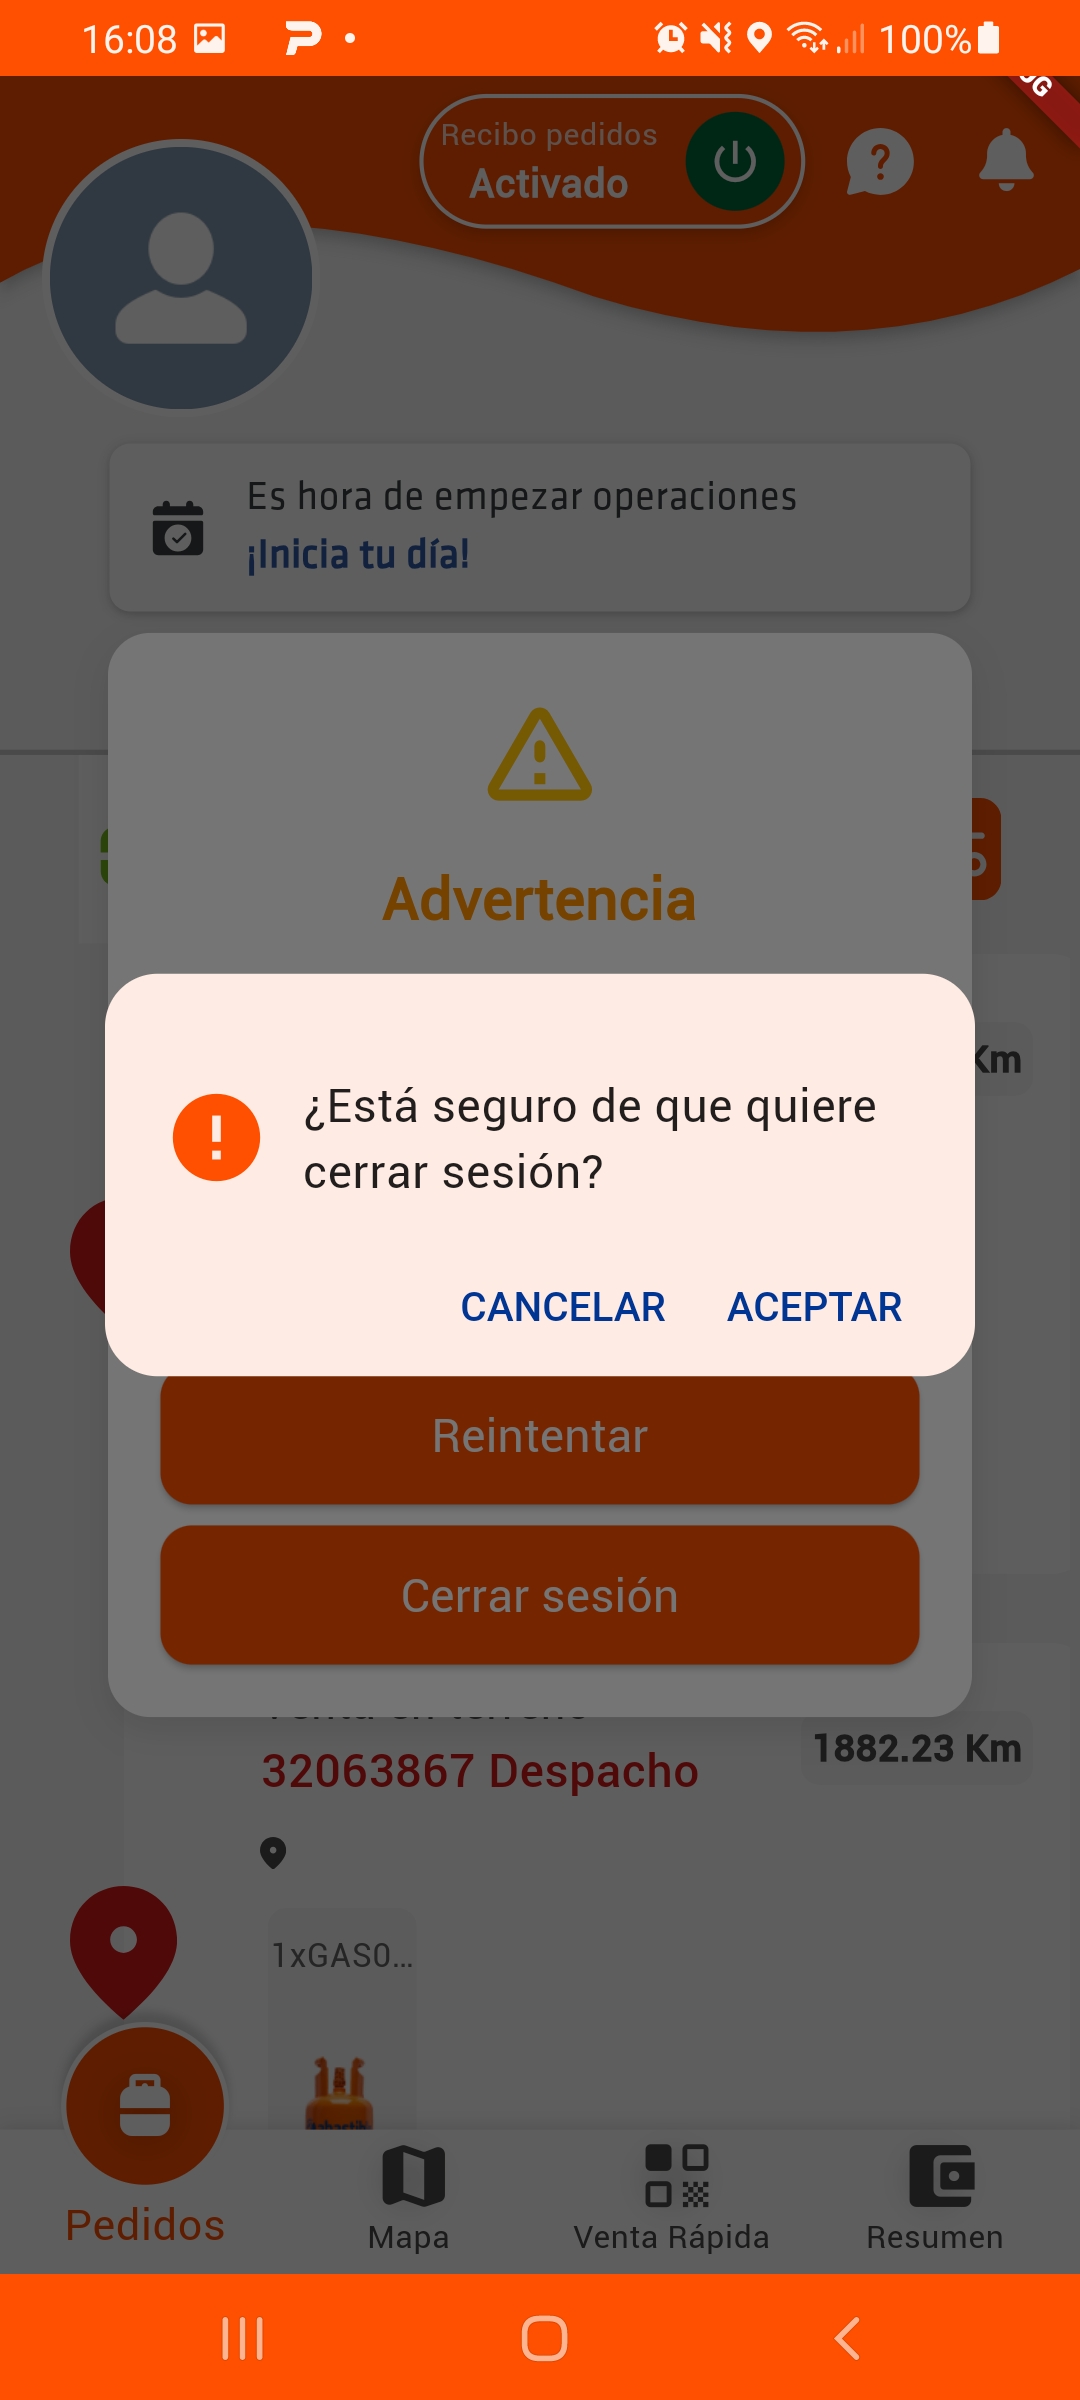 16:08
100%
Recibo pedidos
Activado
Es hora de empezar operaciones
¡Inicia tu día!
Advertencia
Km
¿Está seguro de que quiere
cerrar sesión?
CANCELAR ACEPTAR
Reintentar
Cerrar sesión
32063867 Despacho
1882.23 Km
1xGAS0...
Pedidos
Mapa
Venta Rápida
Resumen